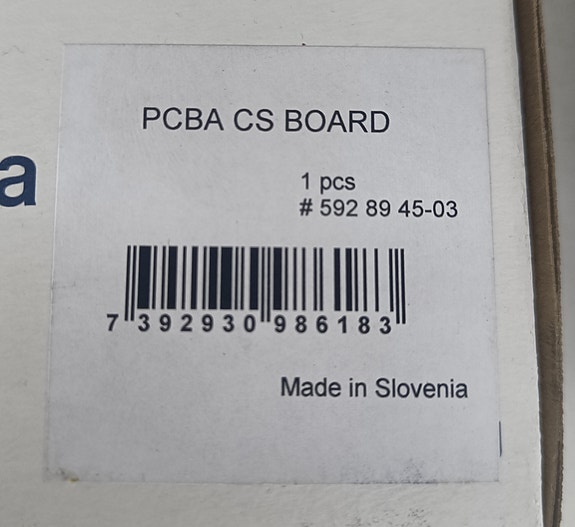 PCBA CS BOARD
a
1 pcs
# 592 89 45-03
7 392930 986183
Made in Slovenia